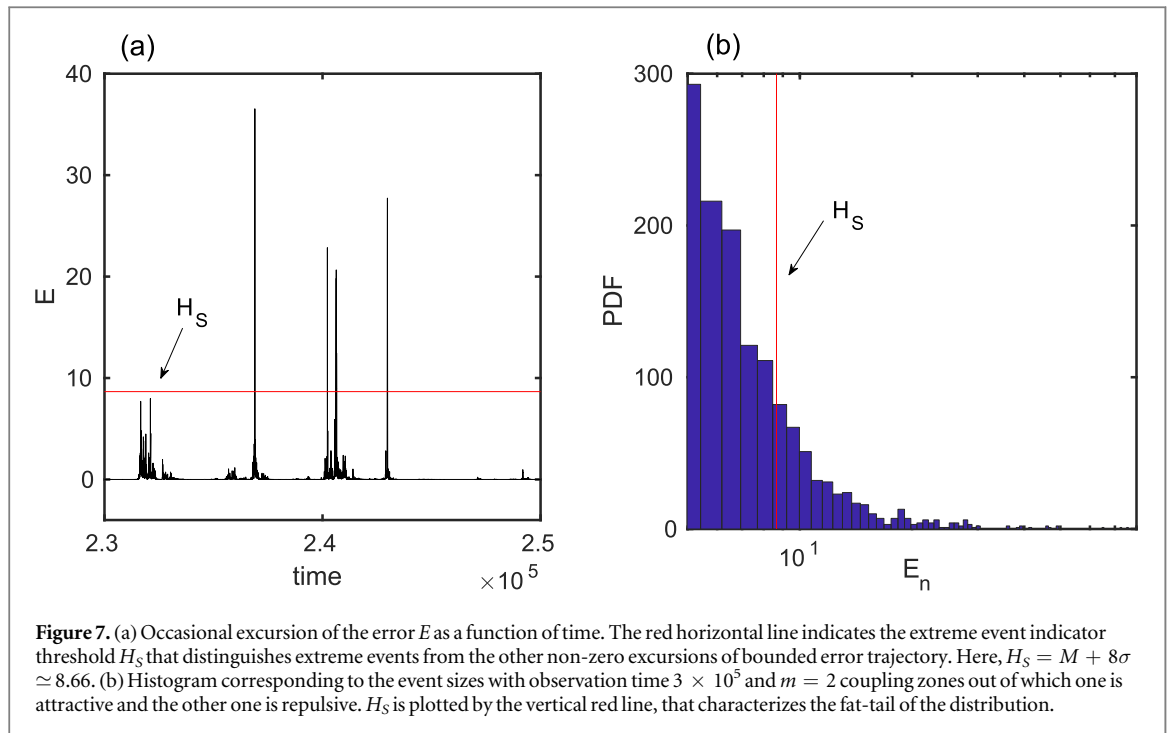 (a)
(b)
40
30
20
10
0
E
H_S
2.3
2.4
2.5
time
×10^5
300
200
100
0
PDF
H_S
10^1
E_n
Figure 7. (a) Occasional excursion of the error E as a function of time. The red horizontal line indicates the extreme event indicator
threshold H_S that distinguishes extreme events from the other non-zero excursions of bounded error trajectory. Here, H_S = M + 8σ
≃ 8.66. (b) Histogram corresponding to the event sizes with observation time 3 × 10^5 and m = 2 coupling zones out of which one is
attractive and the other one is repulsive. H_S is plotted by the vertical red line, that characterizes the fat-tail of the distribution.